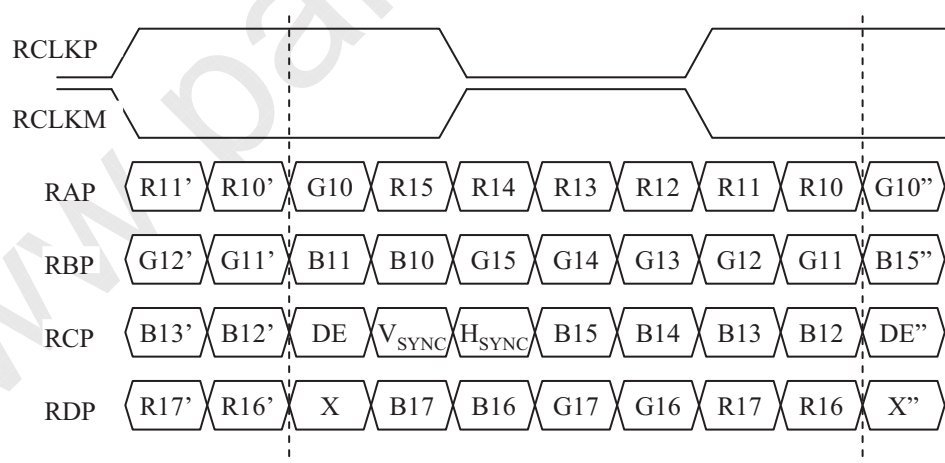 RCLKP
RCLKM
RAP R11’ R10’ G10 R15 R14 R13 R12 R11 R10 G10”
RBP G12’ G11’ B11 B10 G15 G14 G13 G12 G11 B15”
RCP B13’ B12’ DE VSYNC HSYNC B15 B14 B13 B12 DE”
RDP R17’ R16’ X B17 B16 G17 G16 R17 R16 X”